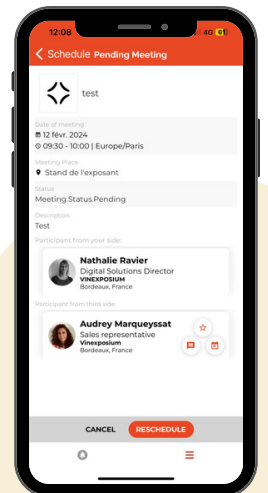 12:08
4G 61
Schedule Pending Meeting
test
Date of meeting
12 févr. 2024
09:30 - 10:00 | Europe/Paris
Meeting Place
Stand de l'exposant
Status
Meeting.Status.Pending
Description
Test
Participant from your side:
Nathalie Ravier
Digital Solutions Director
VINEXPOSIUM
Bordeaux, France
Participant from third side:
Audrey Marqueyssat
Sales representative
Vinexposium
Bordeaux, France
CANCEL RESCHEDULE